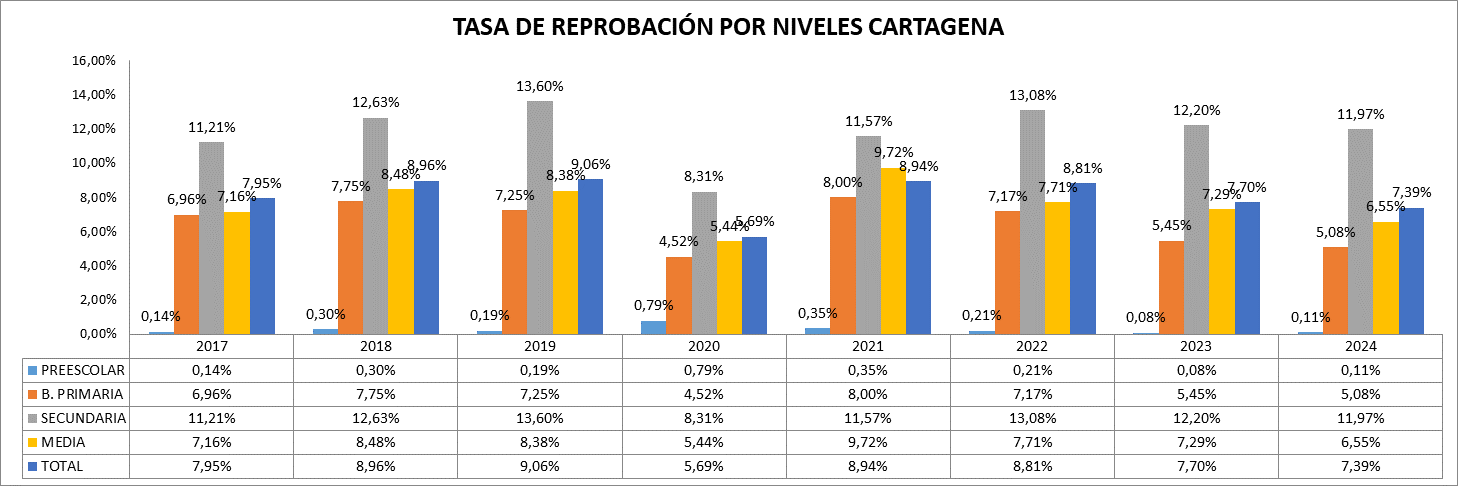 TASA DE REPROBACIÓN POR NIVELES CARTAGENA
16,00%
14,00%
12,00%
10,00%
8,00%
6,00%
4,00%
2,00%
0,00%
0,14% 6,96% 11,21% 7,16% 7,95%
0,30% 7,75% 12,63% 8,48% 8,96%
0,19% 7,25% 13,60% 8,38% 9,06%
0,79% 4,52% 8,31% 5,44% 5,69%
0,35% 8,00% 11,57% 9,72% 8,94%
0,21% 7,17% 13,08% 7,71% 8,81%
0,08% 5,45% 12,20% 7,29% 7,70%
0,11% 5,08% 11,97% 6,55% 7,39%
2017 2018 2019 2020 2021 2022 2023 2024
PREESCOLAR 0,14% 0,30% 0,19% 0,79% 0,35% 0,21% 0,08% 0,11%
B. PRIMARIA 6,96% 7,75% 7,25% 4,52% 8,00% 7,17% 5,45% 5,08%
SECUNDARIA 11,21% 12,63% 13,60% 8,31% 11,57% 13,08% 12,20% 11,97%
MEDIA 7,16% 8,48% 8,38% 5,44% 9,72% 7,71% 7,29% 6,55%
TOTAL 7,95% 8,96% 9,06% 5,69% 8,94% 8,81% 7,70% 7,39%